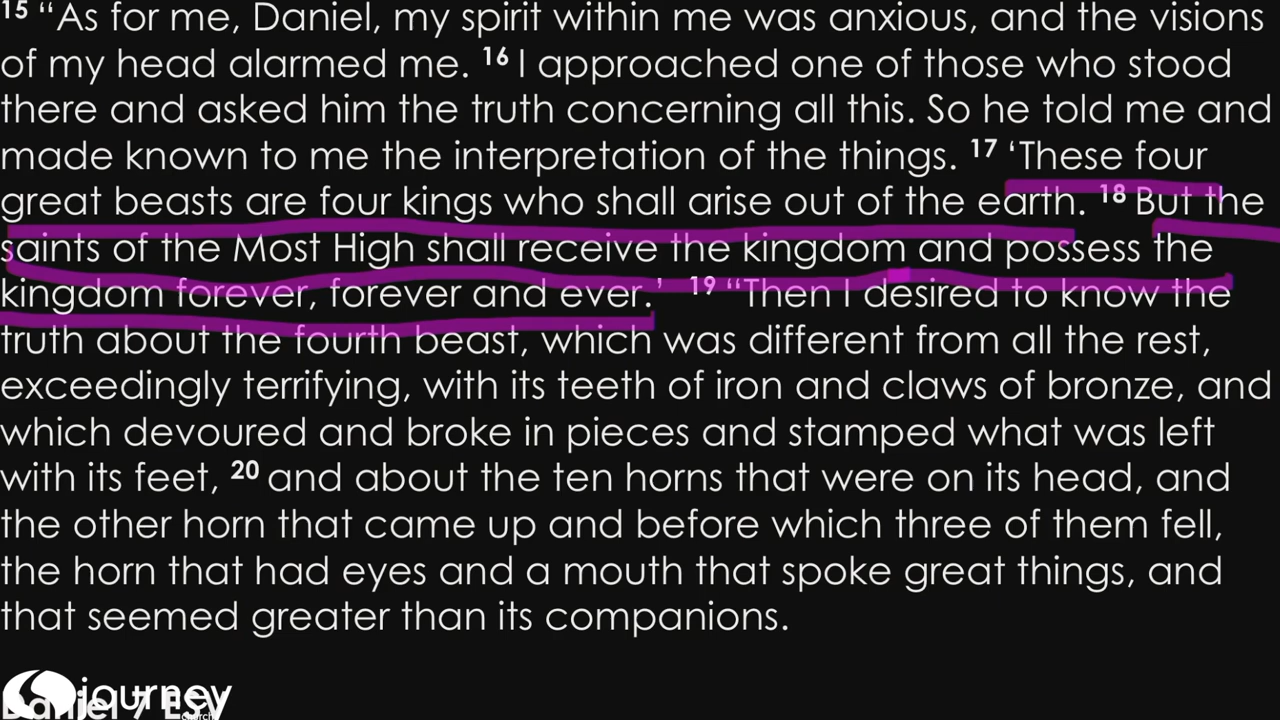 15 “As for me, Daniel, my spirit within me was anxious, and the visions
of my head alarmed me. 16 I approached one of those who stood
there and asked him the truth concerning all this. So he told me and
made known to me the interpretation of the things. 17 ‘These four
great beasts are four kings who shall arise out of the earth. 18 But the
saints of the Most High shall receive the kingdom and possess the
kingdom forever, forever and ever.’ 19 “Then I desired to know the
truth about the fourth beast, which was different from all the rest,
exceedingly terrifying, with its teeth of iron and claws of bronze, and
which devoured and broke in pieces and stamped what was left
with its feet, 20 and about the ten horns that were on its head, and
the other horn that came up and before which three of them fell,
the horn that had eyes and a mouth that spoke great things, and
that seemed greater than its companions.
journey
church
Daniel 7 ESV